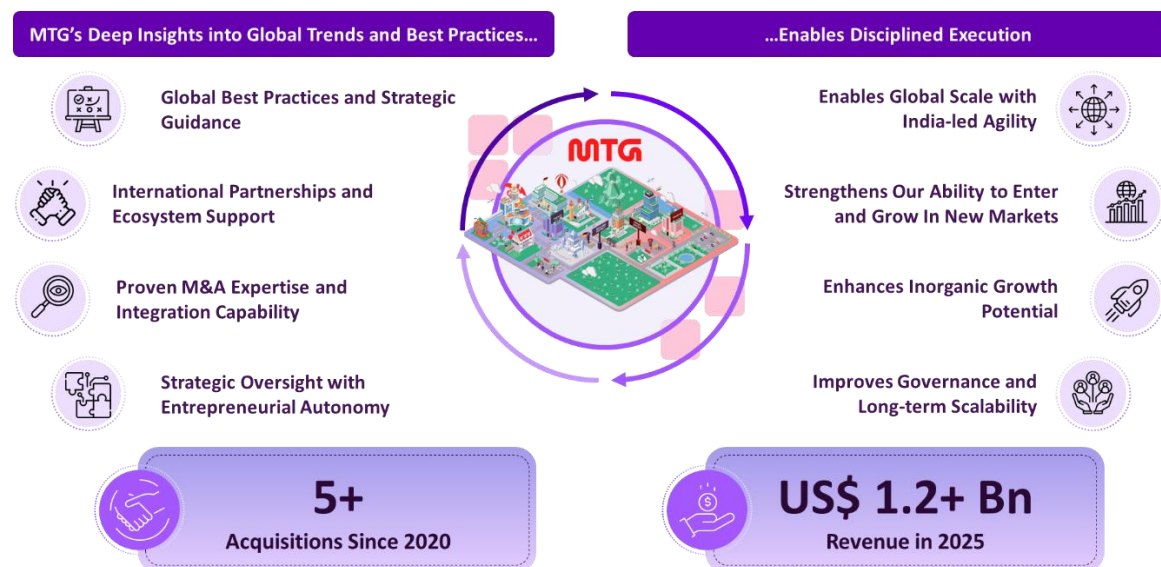 MTG's Deep Insights into Global Trends and Best Practices...
...Enables Disciplined Execution
Global Best Practices and Strategic
Guidance
International Partnerships and
Ecosystem Support
Proven M&A Expertise and
Integration Capability
Strategic Oversight with
Entrepreneurial Autonomy
MTG
Enables Global Scale with
India-led Agility
Strengthens Our Ability to Enter
and Grow In New Markets
Enhances Inorganic Growth
Potential
Improves Governance and
Long-term Scalability
5+
Acquisitions Since 2020
US$ 1.2+ Bn
Revenue in 2025